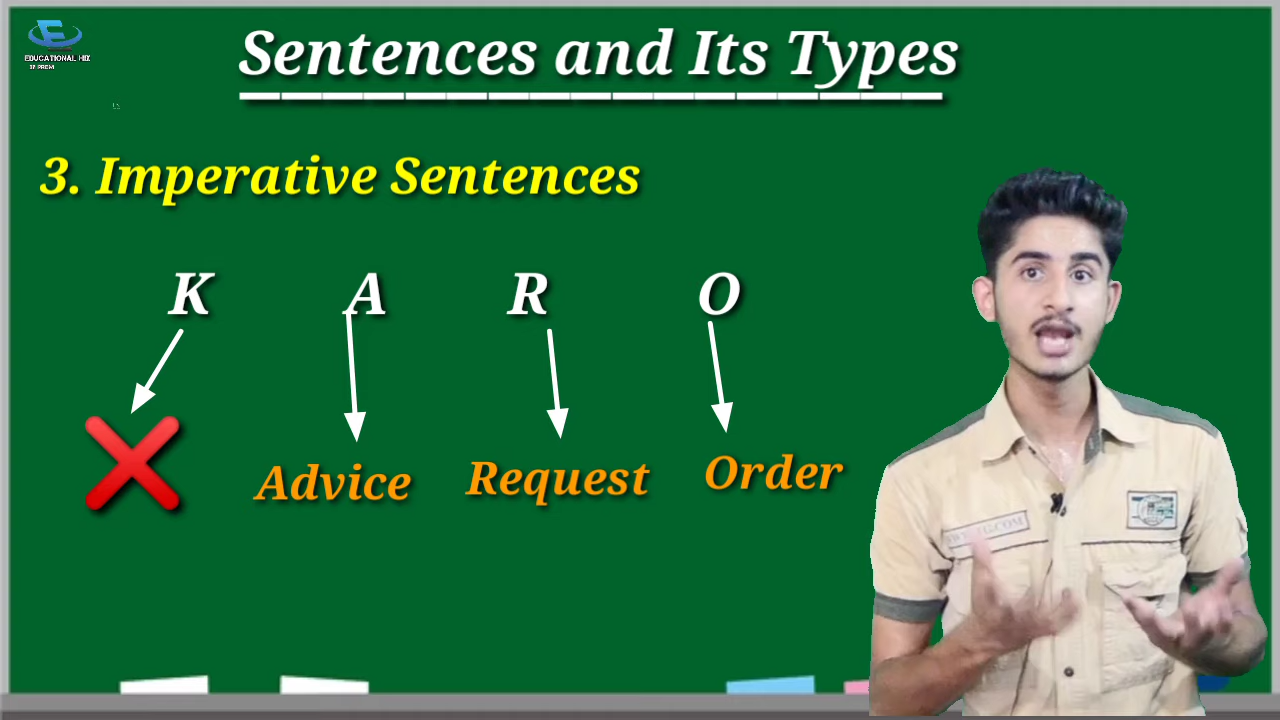 EDUCATIONAL MIX
Sentences and Its Types
3. Imperative Sentences
K A R O
Advice Request Order